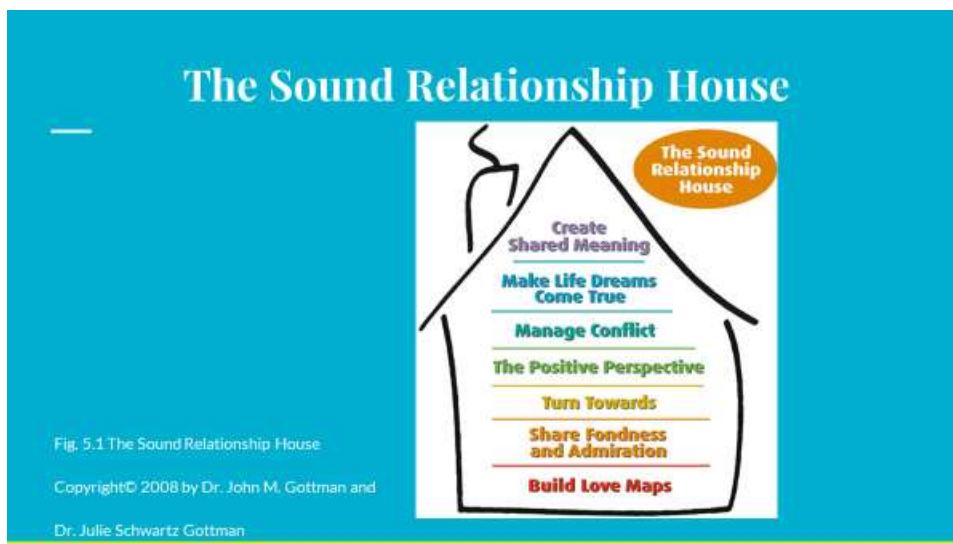 The Sound Relationship House
The Sound
Relationship
House
Create
Shared Meaning
Make Life Dreams
Come True
Manage Conflict
The Positive Perspective
Turn Towards
Share Fondness
and Admiration
Build Love Maps
Fig. 5.1 The Sound Relationship House
Copyright© 2008 by Dr. John M. Gottman and
Dr. Julie Schwartz Gottman